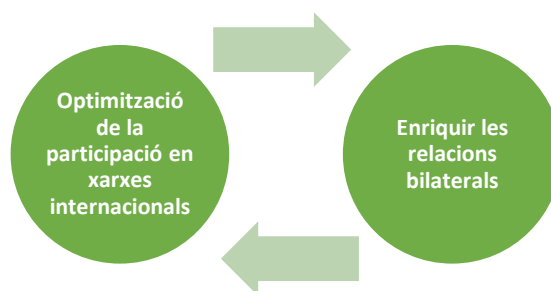 Optimització
de la
participació en
xarxes
internacionals
Enriquir les
relacions
bilaterals